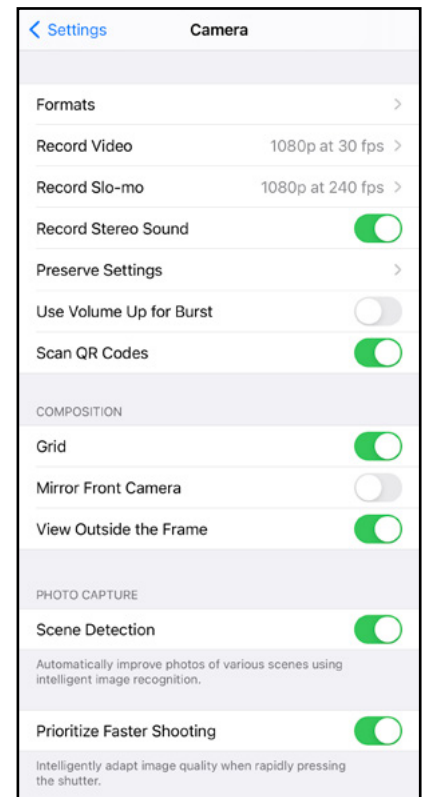 Settings
Camera
Formats
Record Video 1080p at 30 fps
Record Slo-mo 1080p at 240 fps
Record Stereo Sound
Preserve Settings
Use Volume Up for Burst
Scan QR Codes
COMPOSITION
Grid
Mirror Front Camera
View Outside the Frame
PHOTO CAPTURE
Scene Detection
Automatically improve photos of various scenes using
intelligent image recognition.
Prioritize Faster Shooting
Intelligently adapt image quality when rapidly pressing
the shutter.